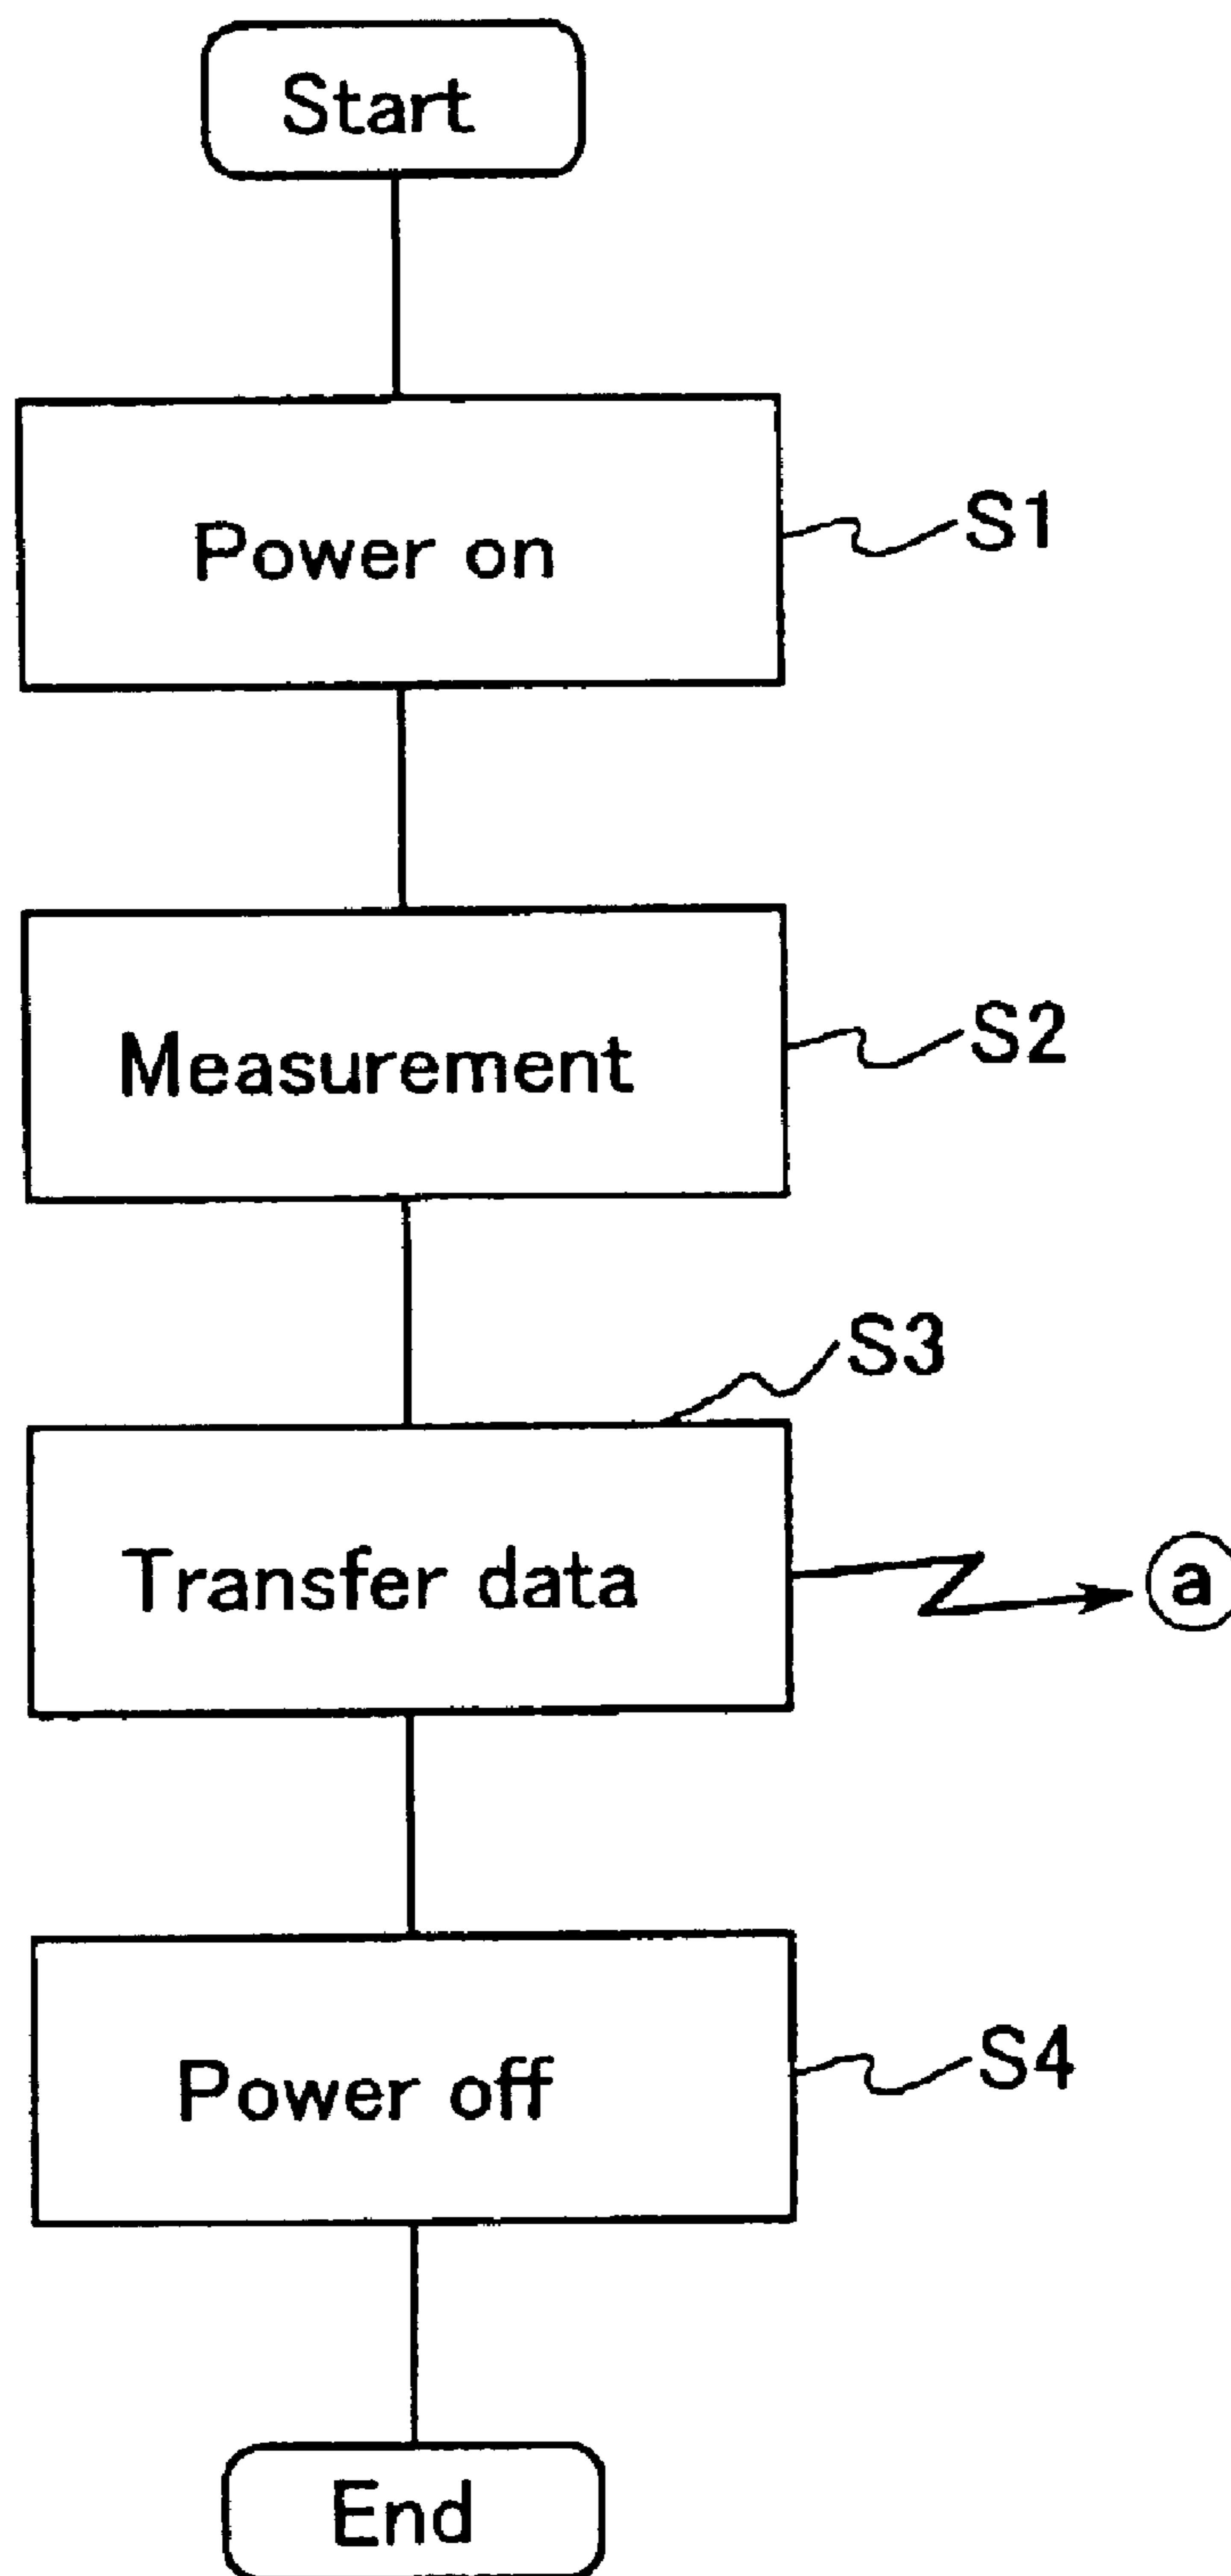 Start
Power on
S1
Measurement
S2
S3
Transfer data
a
Power off
S4
End